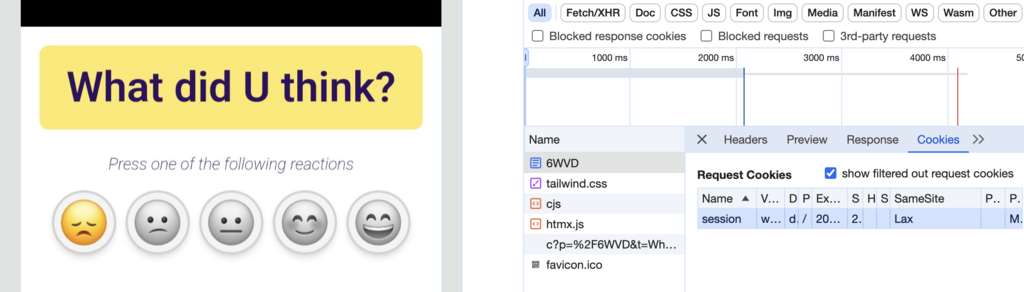 What did U think?
Press one of the following reactions
All Fetch/XHR Doc CSS JS Font Img Media Manifest WS Wasm Other
Blocked response cookies Blocked requests 3rd-party requests
1000 ms 2000 ms 3000 ms 4000 ms 50
Name
6WVD
tailwind.css
cjs
htmx.js
c?p=%2F6WVD&t=Wh...
favicon.ico
Headers Preview Response Cookies
Request Cookies show filtered out request cookies
Name V... D P Ex... S H S SameSite P.. P.
session w... d. / 20... 2. Lax M.